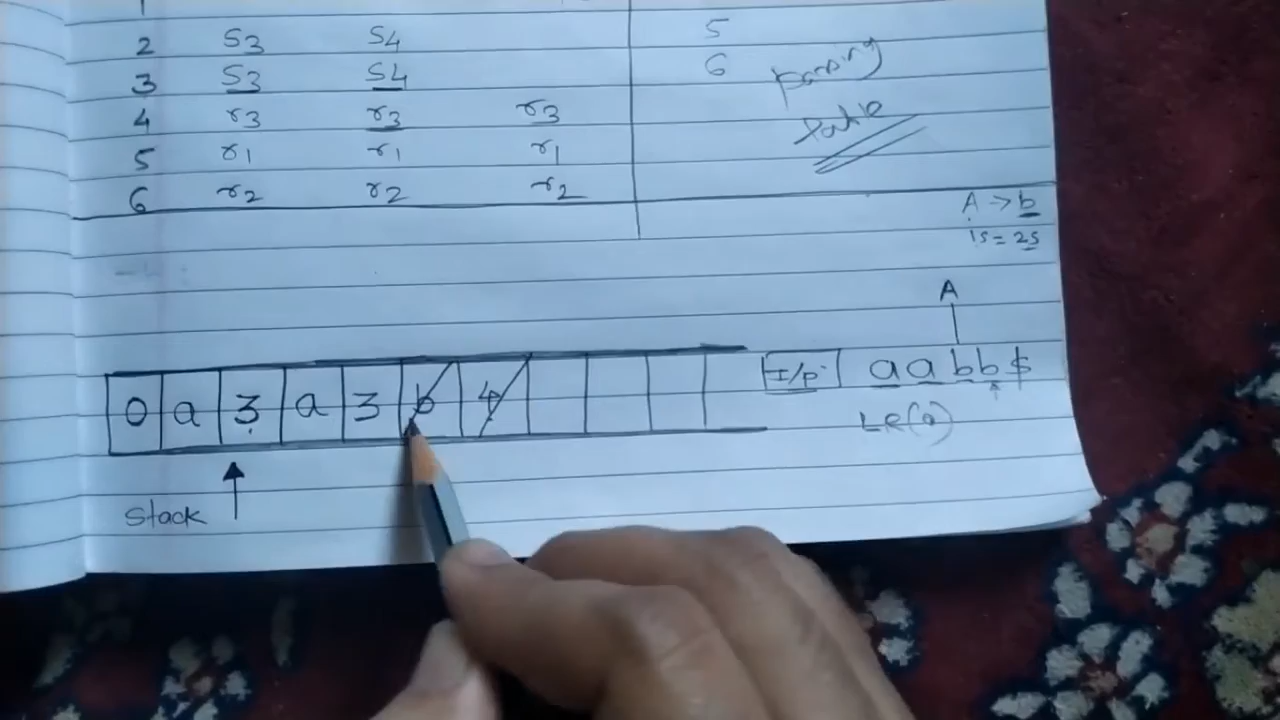 2 S3 S4 5
3 S3 S4 6
parsing
table
4 r3 r3 r3
5 r1 r1 r1
6 r2 r2 r2
A → b
1s = 2s
A
0 a 3 a 3 b 4
I/p aabb$
LR(0)
Stack